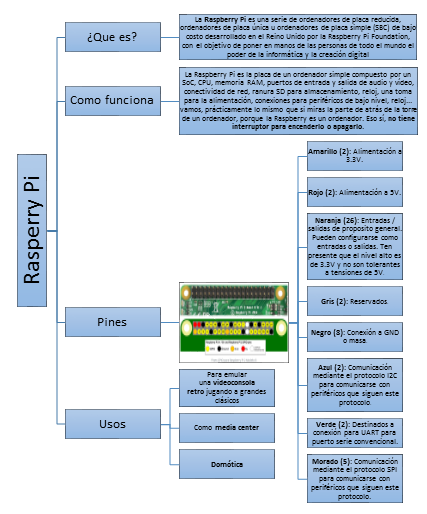 Rasperry Pi
¿Que es?
La Raspberry Pi es una serie de ordenadores de placa reducida,
ordenadores de placa única u ordenadores de placa simple (SBC) de bajo
costo desarrollado en el Reino Unido por la Raspberry Pi Foundation,
con el objetivo de poner en manos de las personas de todo el mundo el
poder de la informática y la creación digital
Como funciona
La Raspberry Pi es la placa de un ordenador simple compuesto por un
SoC, CPU, memoria RAM, puertos de entrada y salida de audio y vídeo,
conectividad de red, ranura SD para almacenamiento, reloj, una toma
para la alimentación, conexiones para periféricos de bajo nivel, reloj...
vamos, prácticamente lo mismo que si miras la parte de atrás de la torre
de un ordenador, porque la Raspberry es un ordenador. Eso sí, no tiene
interruptor para encenderlo o apagarlo.
Pines
Amarillo (2): Alimentación a
3.3V.
Rojo (2): Alimentación a 5V.
Naranja (26): Entradas /
salidas de proposito general.
Pueden configurarse como
entradas o salidas. Ten
presente que el nivel alto es
de 3.3V y no son tolerantes
a tensiones de 5V.
Gris (2): Reservados.
Negro (8): Conexión a GND
o masa.
Azul (2): Comunicación
mediante el protocolo I2C
para comunicarse con
periféricos que siguen este
protocolo.
Verde (2): Destinados a
conexión para UART para
puerto serie convencional.
Morado (5): Comunicación
mediante el protocolo SPI
para comunicarse con
periféricos que siguen este
protocolo.
Usos
Para emular
una videoconsola
retro jugando a grandes
clásicos
Como media center
Domótica